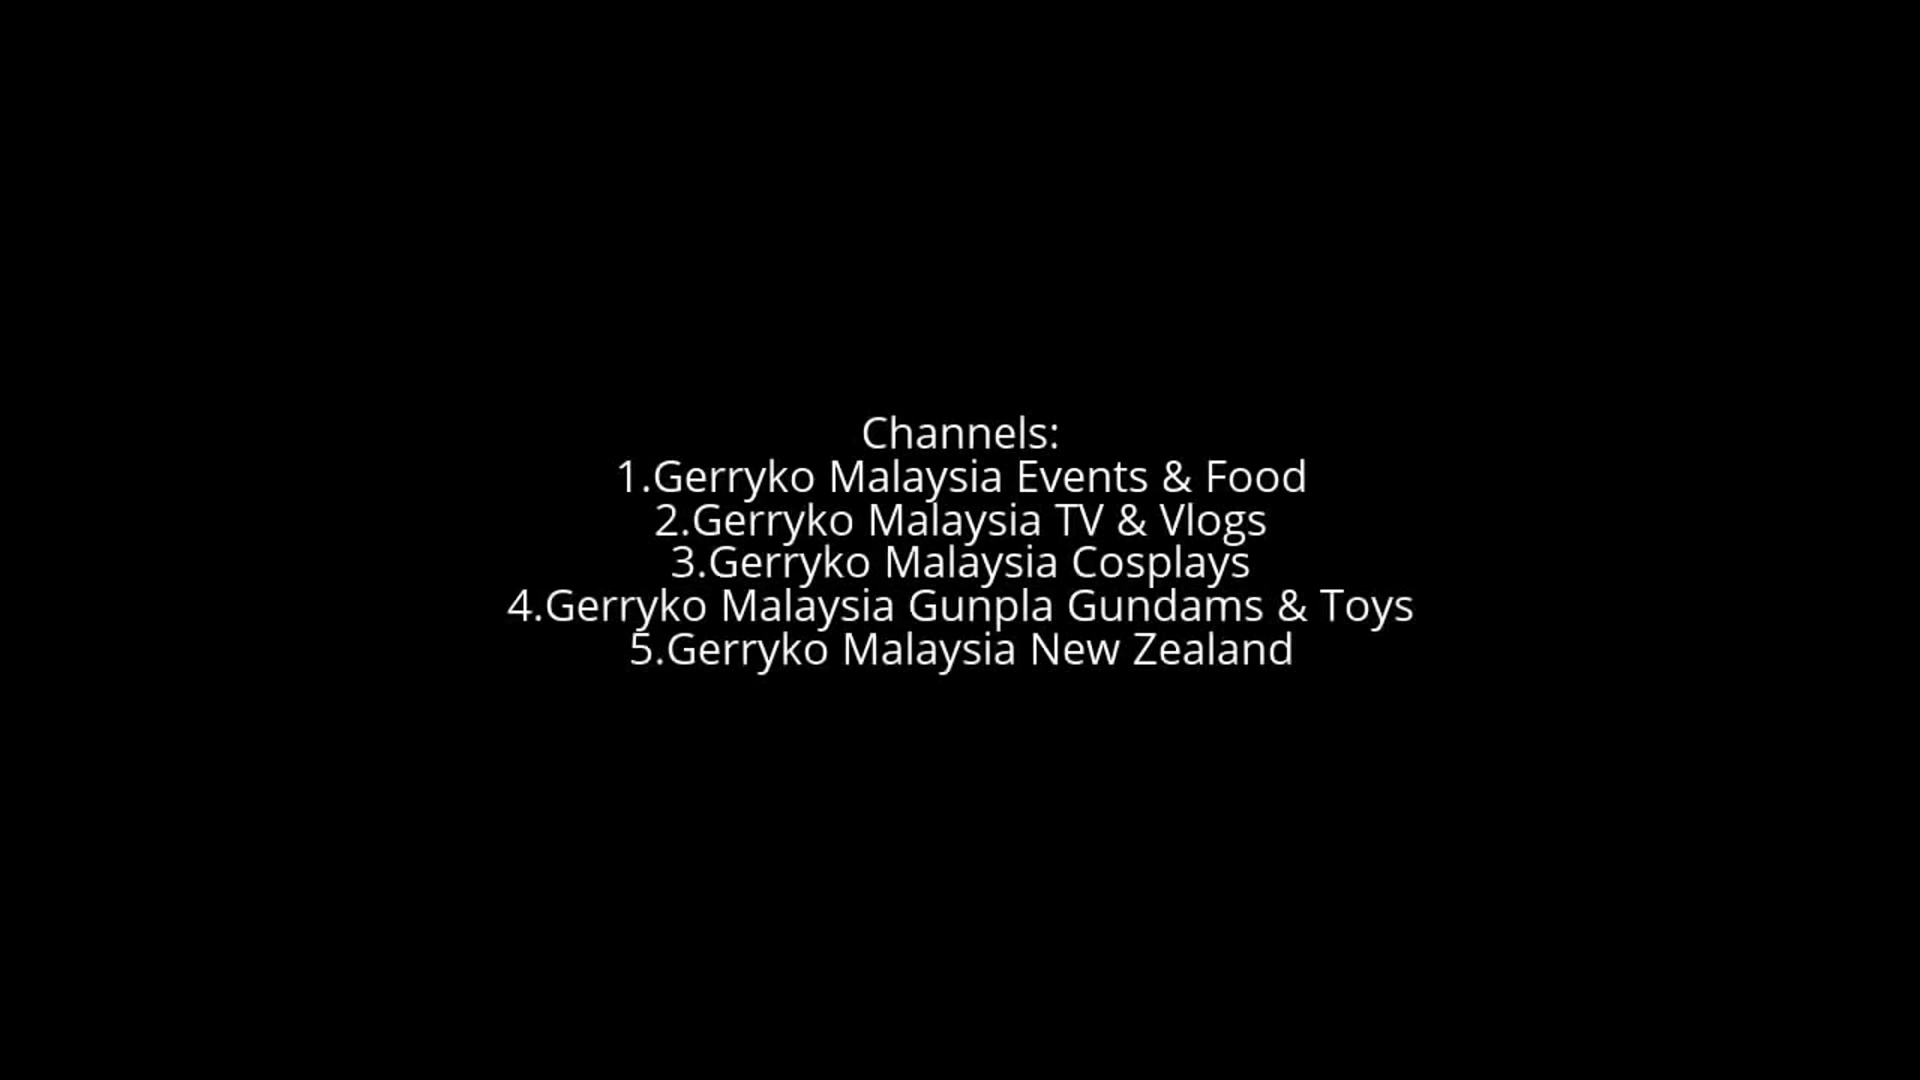 Channels:
1.Gerryko Malaysia Events & Food
2.Gerryko Malaysia TV & Vlogs
3.Gerryko Malaysia Cosplays
4.Gerryko Malaysia Gunpla Gundams & Toys
5.Gerryko Malaysia New Zealand